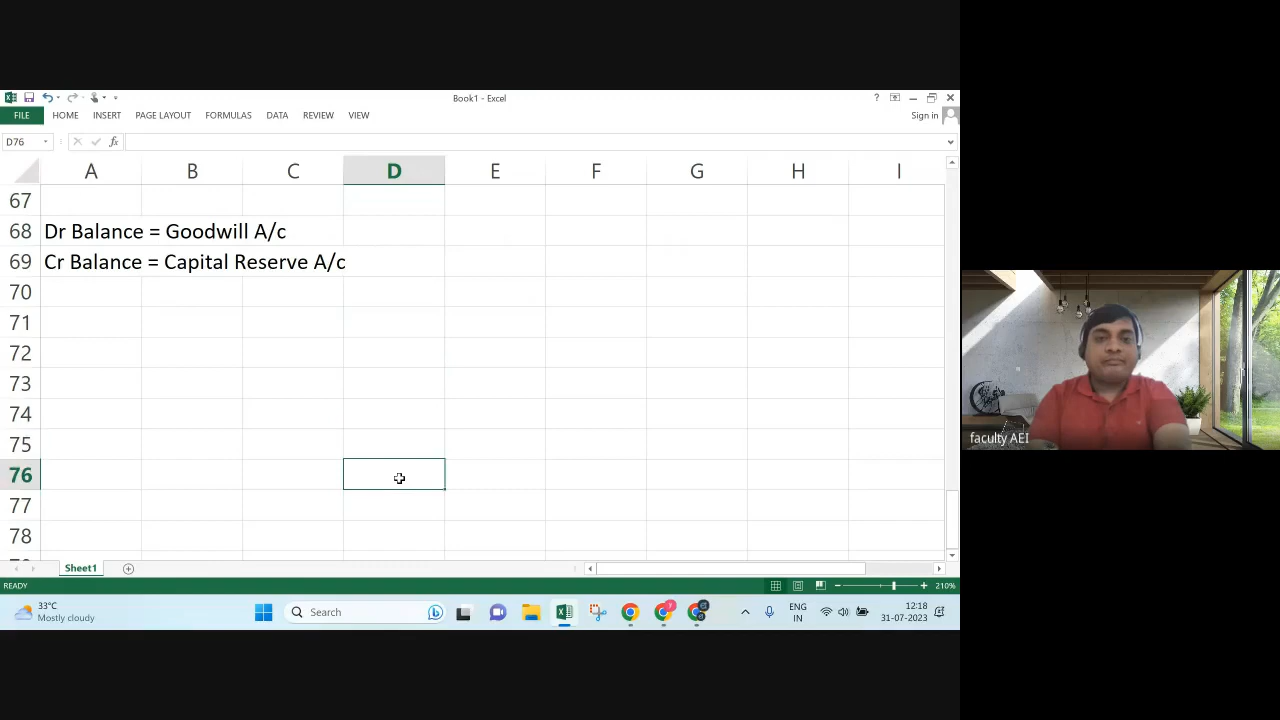 Book1 - Excel
? 
Sign in
FILE HOME INSERT PAGE LAYOUT FORMULAS DATA REVIEW VIEW
D76 fx
A B C D E F G H I
67
68 Dr Balance = Goodwill A/c
69 Cr Balance = Capital Reserve A/c
70
71
72
73
74
75
76
77
78
faculty AEI
Sheet1
READY 210%
33°C
Mostly cloudy
Search
ENG
IN
12:18
31-07-2023